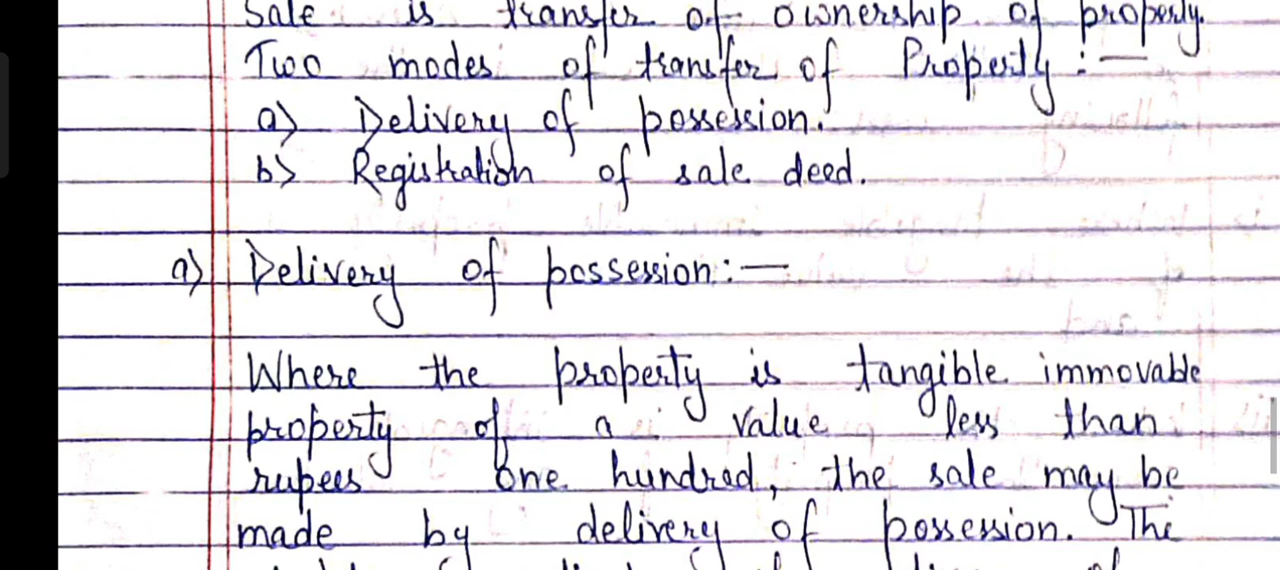 Sale is transfer of ownership of property.
Two modes of transfer of Property :—
a) Delivery of possession.
b) Registration of sale deed.
a) Delivery of possession :—
Where the property is tangible immovable
property of a value less than
rupees one hundred, the sale may be
made by delivery of possession. The